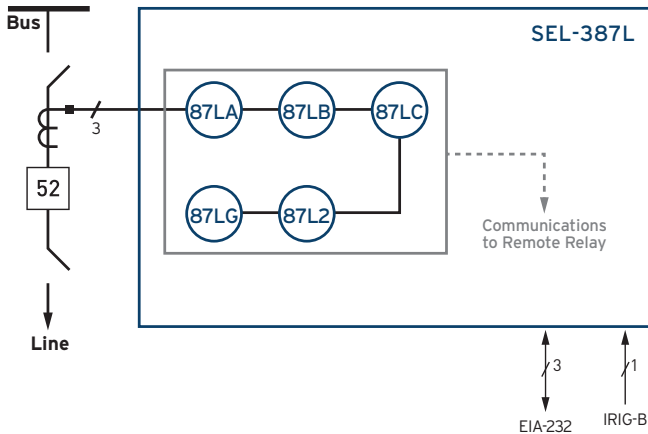 Bus
SEL-387L
87LA
87LB
87LC
3
52
87LG
87L2
Communications
to Remote Relay
Line
3
1
EIA-232
IRIG-B